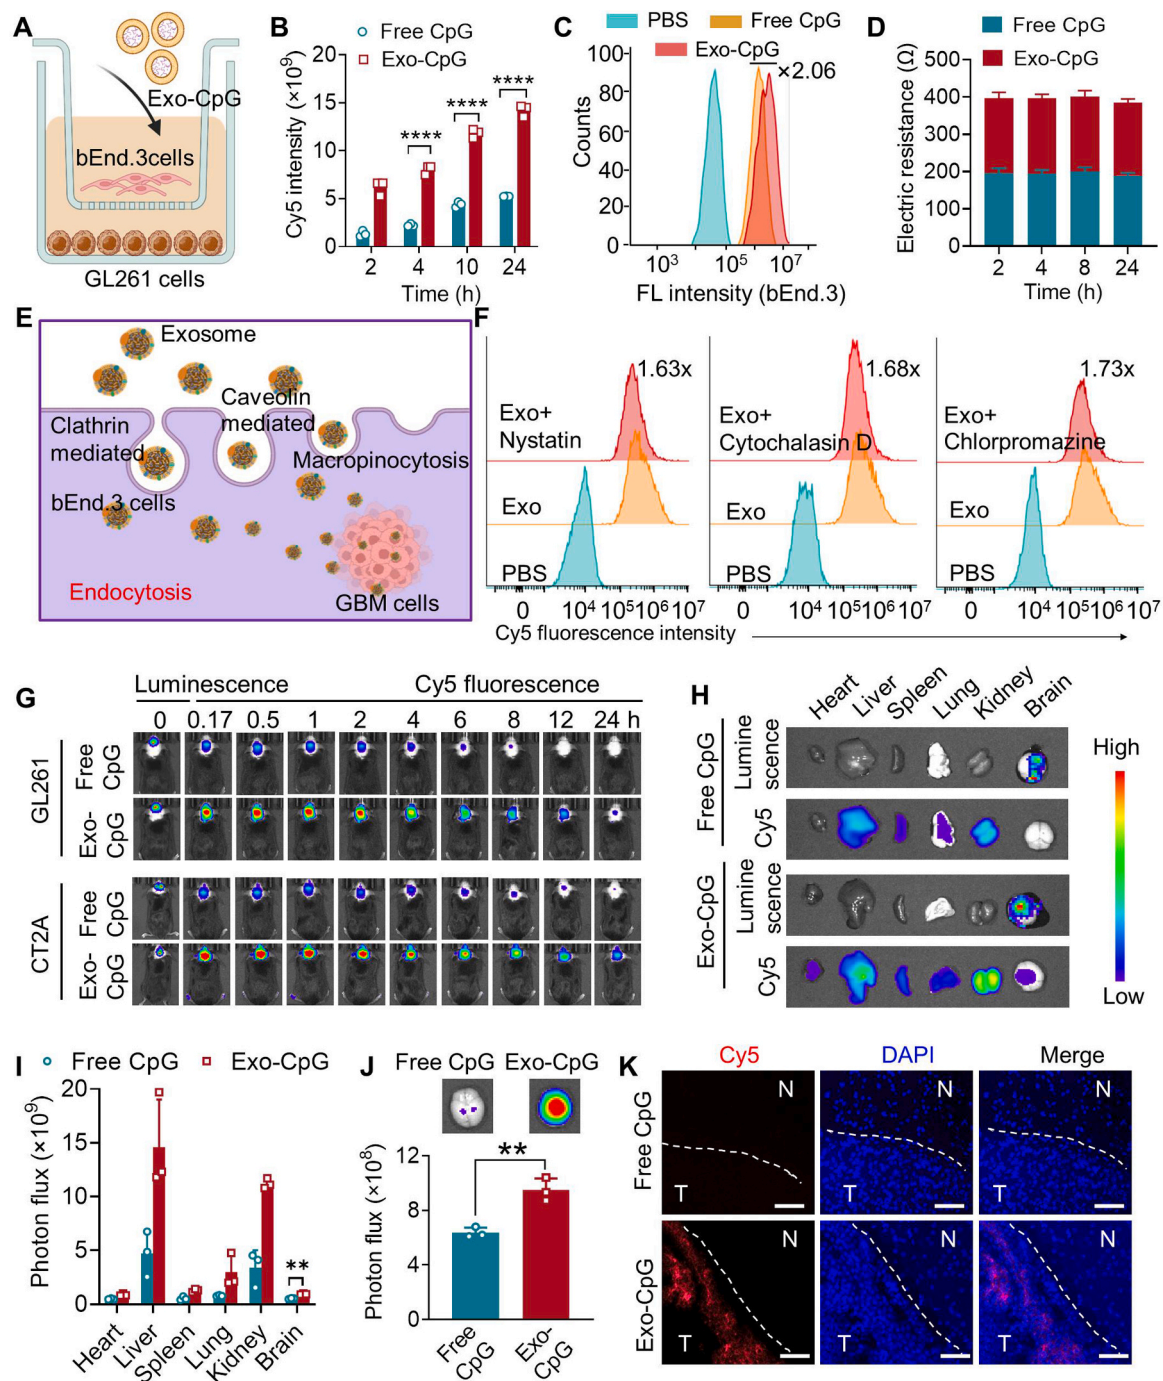 A
Exo-CpG
bEnd.3cells
GL261 cells
B
Free CpG
Exo-CpG
Cy5 intensity (×10⁹)
20
15
10
5
0
****
****
****
2 4 10 24
Time (h)
C
PBS Free CpG
Exo-CpG
×2.06
Counts
100
80
60
40
20
0
10³ 10⁵ 10⁷
FL intensity (bEnd.3)
D
Free CpG
Exo-CpG
Electric resistance (Ω)
500
400
300
200
100
0
2 4 8 24
Time (h)
E
Exosome
Caveolin
mediated
Clathrin
mediated
Macropinocytosis
bEnd.3 cells
Endocytosis
GBM cells
F
1.63x
Exo+
Nystatin
Exo
PBS
0 10⁴ 10⁵10⁶ 10⁷
1.68x
Exo+
Cytochalasin D
Exo
PBS
0 10⁴ 10⁵10⁶ 10⁷
1.73x
Exo+
Chlorpromazine
Exo
PBS
0 10⁴ 10⁵10⁶ 10⁷
Cy5 fluorescence intensity
G
Luminescence Cy5 fluorescence
0 0.17 0.5 1 2 4 6 8 12 24 h
GL261
Free
CpG
Exo-
CpG
CT2A
Free
CpG
Exo-
CpG
H
Heart Liver Spleen Lung Kidney Brain
Free CpG
Lumine
scence
Cy5
Exo-CpG
Lumine
scence
Cy5
High
Low
I
Free CpG Exo-CpG
Photon flux (×10⁹)
20
15
10
5
0
**
Heart Liver Spleen Lung Kidney Brain
J
Free CpG Exo-CpG
Photon flux (×10⁸)
12
8
4
0
**
Free
CpG
Exo-
CpG
K
Cy5 DAPI Merge
Free CpG
N N N
T T T
Exo-CpG
N N N
T T T